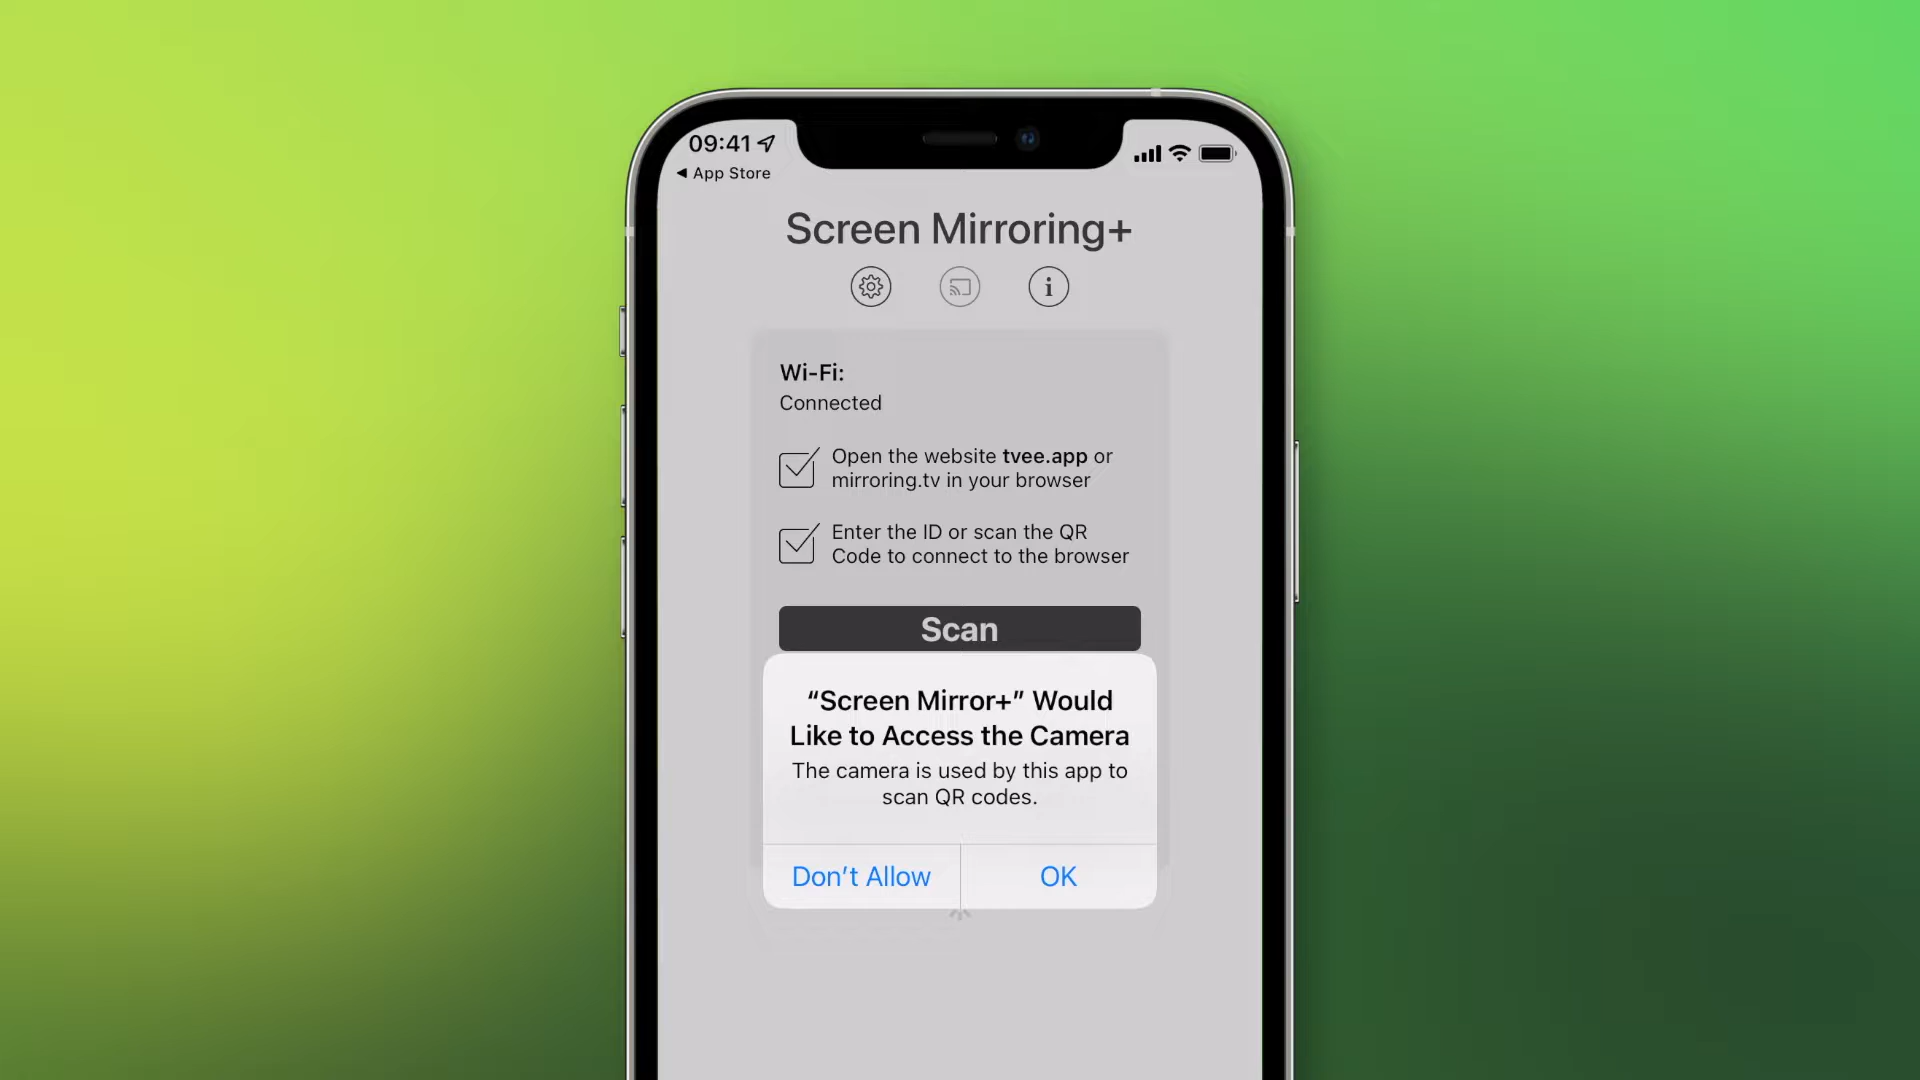 09:41
◀ App Store
Screen Mirroring+
i
Wi-Fi:
Connected
Open the website tvee.app or
mirroring.tv in your browser
Enter the ID or scan the QR
Code to connect to the browser
Scan
“Screen Mirror+” Would
Like to Access the Camera
The camera is used by this app to
scan QR codes.
Don’t Allow
OK